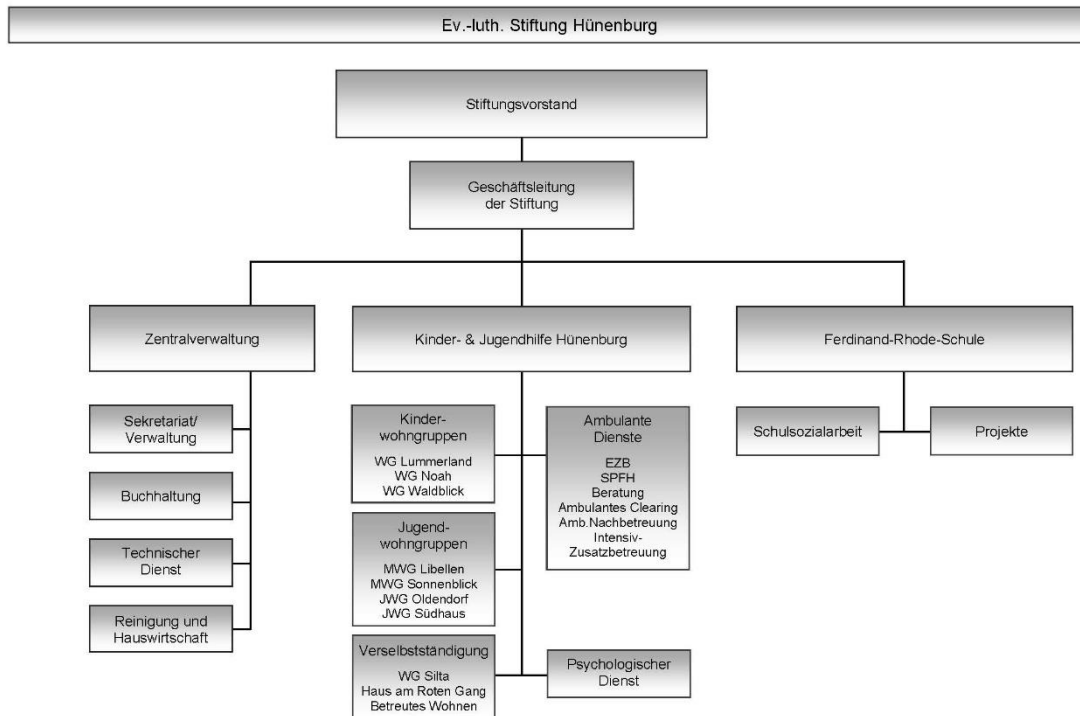 Ev.-luth. Stiftung Hünenburg
Stiftungsvorstand
Geschäftsleitung
der Stiftung
Zentralverwaltung
Kinder- & Jugendhilfe Hünenburg
Ferdinand-Rhode-Schule
Sekretariat/
Verwaltung
Buchhaltung
Technischer
Dienst
Reinigung und
Hauswirtschaft
Kinder-
wohngruppen
WG Lummerland
WG Noah
WG Waldblick
Jugend-
wohngruppen
MWG Libellen
MWG Sonnenblick
JWG Oldendorf
JWG Südhaus
Verselbstständigung
WG Silta
Haus am Roten Gang
Betreutes Wohnen
Ambulante
Dienste
EZB
SPFH
Beratung
Ambulantes Clearing
Amb.Nachbetreuung
Intensiv-
Zusatzbetreuung
Psychologischer
Dienst
Schulsozialarbeit
Projekte